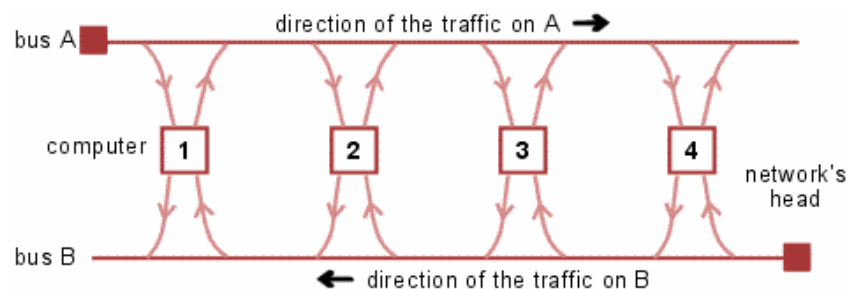 direction of the traffic on A
bus A
computer
1
2
3
4
network's
head
bus B
direction of the traffic on B